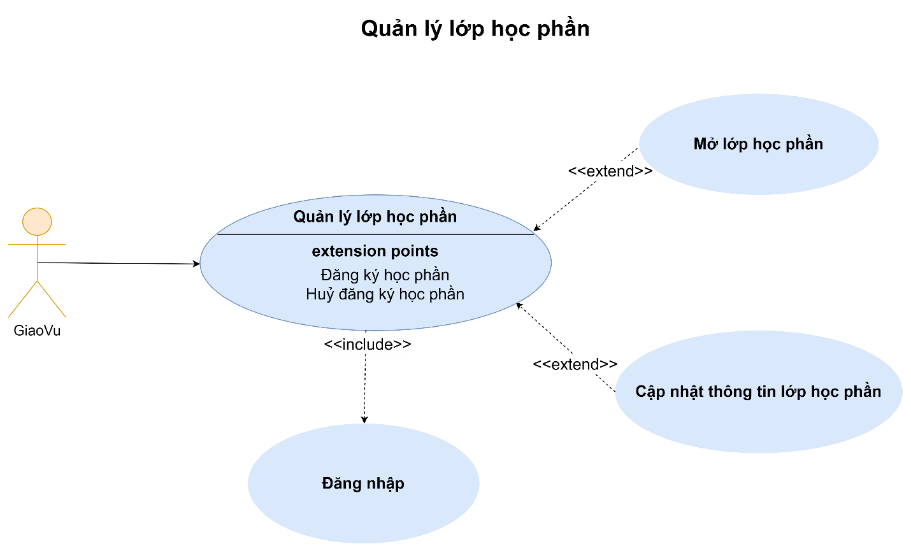 Quản lý lớp học phần
Mở lớp học phần
<<extend>>
Quản lý lớp học phần
extension points
Đăng ký học phần
Huỷ đăng ký học phần
GiaoVu
<<include>>
<<extend>>
Cập nhật thông tin lớp học phần
Đăng nhập